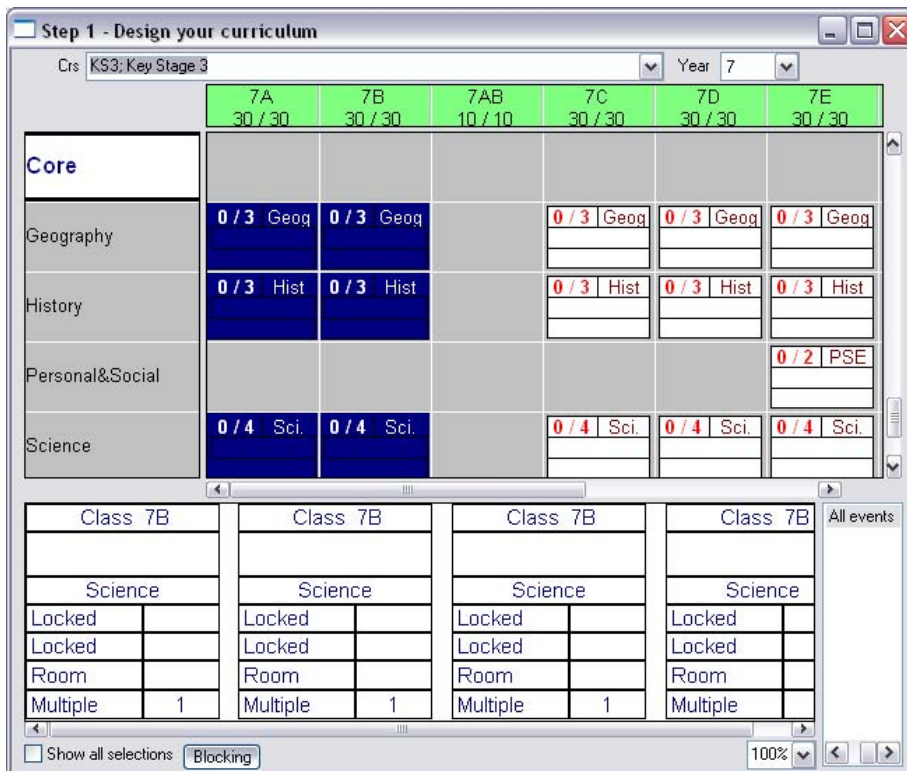 Step 1 - Design your curriculum
Crs KS3; Key Stage 3 Year 7
7A 7B 7AB 7C 7D 7E
30 / 30 30 / 30 10 / 10 30 / 30 30 / 30 30 / 30
Core
0 / 3 Geog 0 / 3 Geog 0 / 3 Geog 0 / 3 Geog 0 / 3 Geog
Geography
0 / 3 Hist 0 / 3 Hist 0 / 3 Hist 0 / 3 Hist 0 / 3 Hist
History
0 / 2 PSE
Personal&Social
0 / 4 Sci. 0 / 4 Sci. 0 / 4 Sci. 0 / 4 Sci. 0 / 4 Sci.
Science
Class 7B Class 7B Class 7B Class 7B All events
Science Science Science Science
Locked Locked Locked Locked
Locked Locked Locked Locked
Room Room Room Room
Multiple 1 Multiple 1 Multiple 1 Multiple
Show all selections Blocking 100%